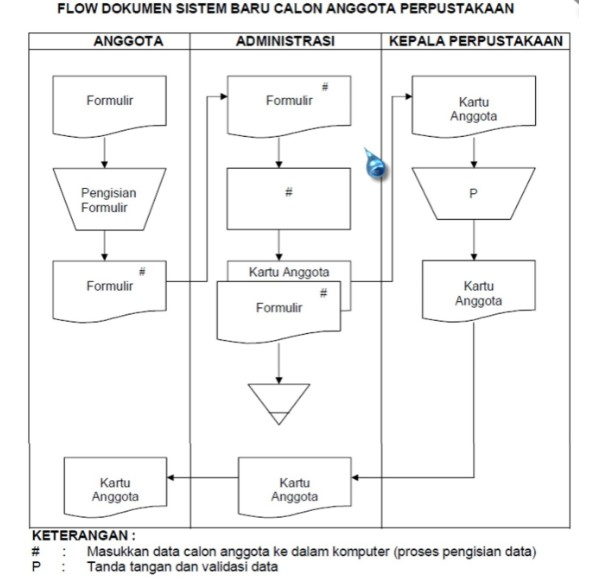 FLOW DOKUMEN SISTEM BARU CALON ANGGOTA PERPUSTAKAAN
ANGGOTA
ADMINISTRASI
KEPALA PERPUSTAKAAN
Formulir
Pengisian
Formulir
#
Formulir
#
Formulir
#
Kartu Anggota
#
Formulir
Kartu
Anggota
P
Kartu
Anggota
Kartu
Anggota
Kartu
Anggota
KETERANGAN :
# : Masukkan data calon anggota ke dalam komputer (proses pengisian data)
P : Tanda tangan dan validasi data